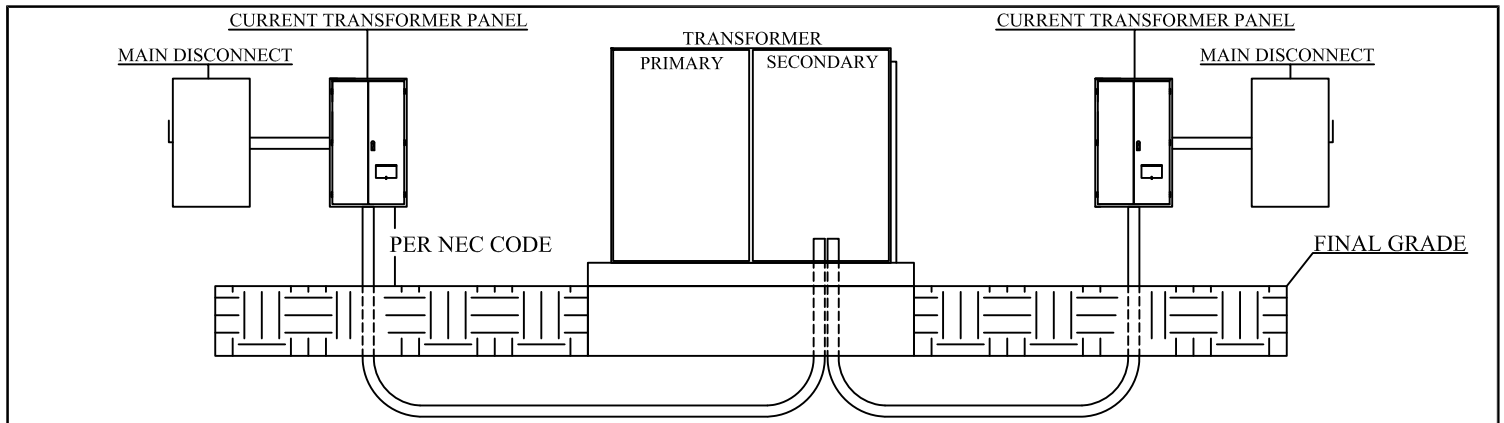 CURRENT TRANSFORMER PANEL
CURRENT TRANSFORMER PANEL
TRANSFORMER
MAIN DISCONNECT
PRIMARY
SECONDARY
MAIN DISCONNECT
PER NEC CODE
FINAL GRADE